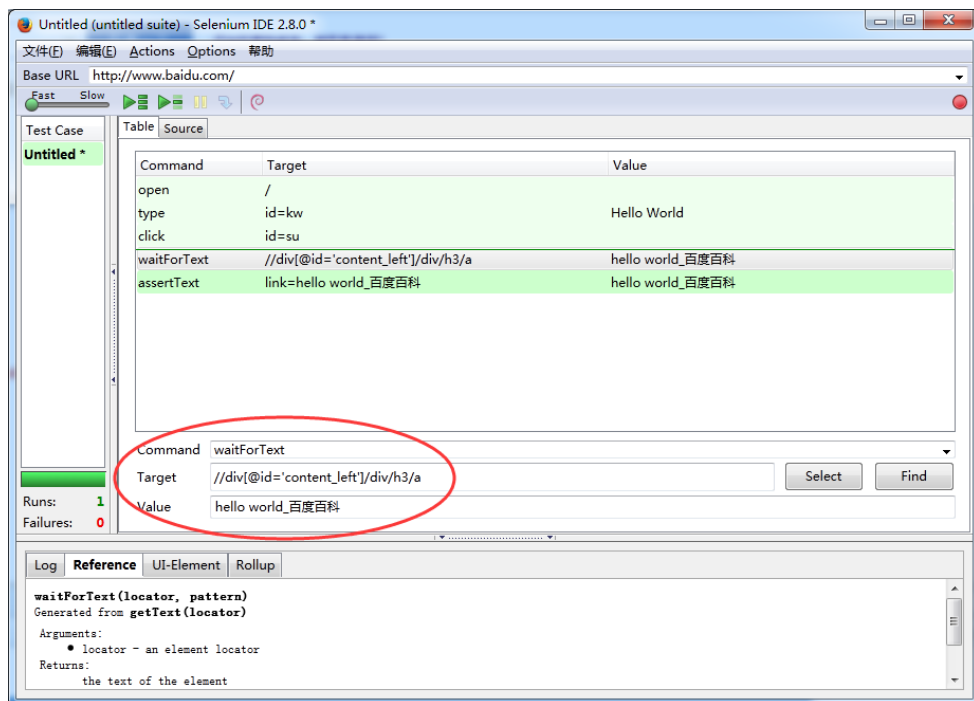 Untitled (untitled suite) - Selenium IDE 2.8.0 *
文件(F) 编辑(E) Actions Options 帮助
Base URL http://www.baidu.com/
Fast Slow
Test Case Table Source
Untitled *
Command Target Value
open /
type id=kw Hello World
click id=su
waitForText //div[@id='content_left']/div/h3/a hello world_百度百科
assertText link=hello world_百度百科 hello world_百度百科
Command waitForText
Target //div[@id='content_left']/div/h3/a Select Find
Value hello world_百度百科
Runs: 1
Failures: 0
Log Reference UI-Element Rollup
waitForText(locator, pattern)
Generated from getText(locator)
Arguments:
• locator - an element locator
Returns:
the text of the element